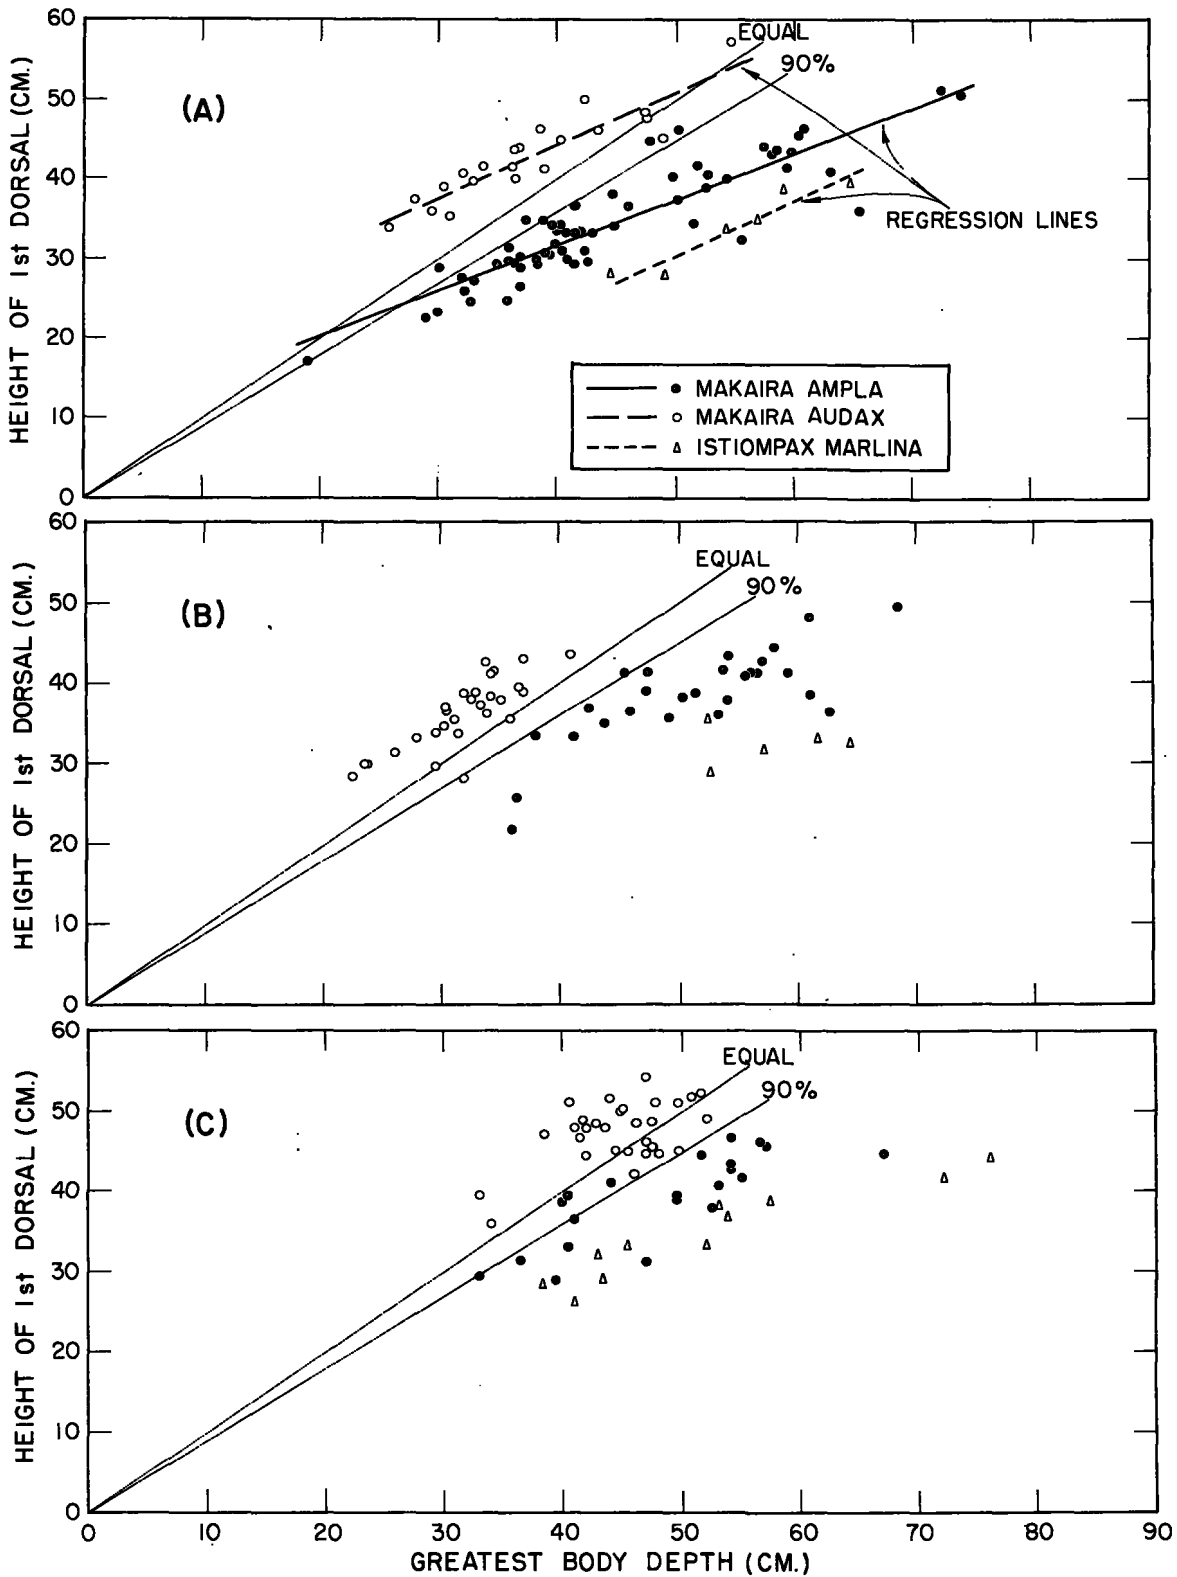 60
50
40
30
20
10
0
HEIGHT OF 1st DORSAL (CM.)
(A)
EQUAL
90%
REGRESSION LINES
MAKAIRA AMPLA
MAKAIRA AUDAX
ISTIOMPAX MARLINA
60
50
40
30
20
10
0
HEIGHT OF 1st DORSAL (CM.)
(B)
EQUAL
90%
60
50
40
30
20
10
0
HEIGHT OF 1st DORSAL (CM.)
(C)
EQUAL
90%
0 10 20 30 40 50 60 70 80 90
GREATEST BODY DEPTH (CM.)